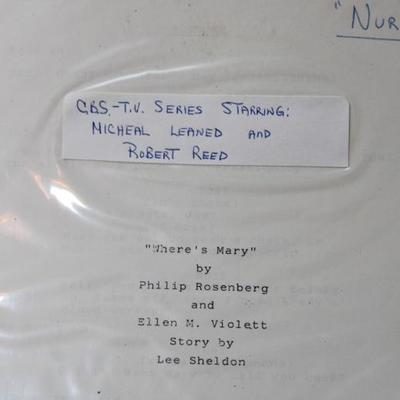 "Nur
C.B.S.-T.V. SERIES STARRING:
MICHEAL LEANED AND
ROBERT REED
"Where's Mary"
by
Philip Rosenberg
and
Ellen M. Violett
Story by
Lee Sheldon